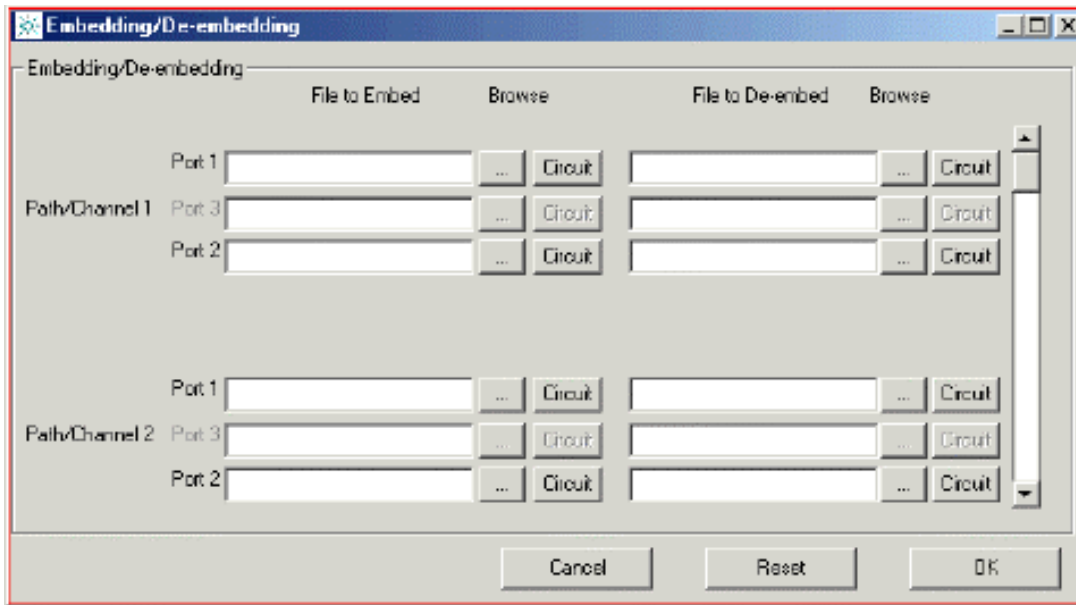 Embedding/De-embedding
Embedding/De-embedding
File to Embed Browse File to De-embed Browse
Port 1 ... Circuit ... Circuit
Path/Channel 1 Port 3 ... Circuit ... Circuit
Port 2 ... Circuit ... Circuit
Port 1 ... Circuit ... Circuit
Path/Channel 2 Port 3 ... Circuit ... Circuit
Port 2 ... Circuit ... Circuit
Cancel Reset OK